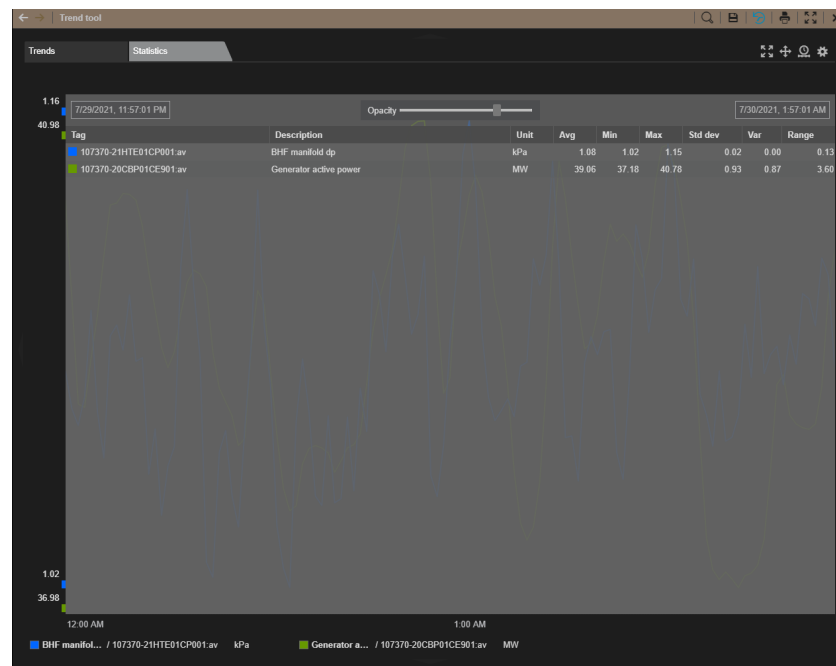 Trend tool
Trends Statistics
1.16
7/29/2021, 11:57:01 PM Opacity 7/30/2021, 1:57:01 AM
40.98
Tag Description Unit Avg Min Max Std dev Var Range
107370-21HTE01CP001:av BHF manifold dp kPa 1.08 1.02 1.15 0.02 0.00 0.13
107370-20CBP01CE901:av Generator active power MW 39.06 37.18 40.78 0.93 0.87 3.60
1.02
36.98
12:00 AM 1:00 AM
BHF manifol... / 107370-21HTE01CP001:av kPa Generator a... / 107370-20CBP01CE901:av MW